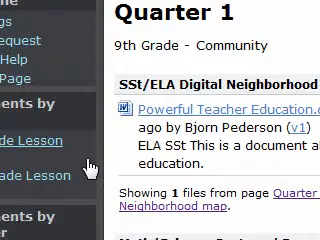 gs
equest
Help
Page
ents by
de Lesson
ade Lesson
ents by
r
Quarter 1
9th Grade - Community
SSt/ELA Digital Neighborhood
Powerful Teacher Education.
ago by Bjorn Pederson (v1)
ELA SSt This is a document a
education.
Showing 1 files from page Quarter
Neighborhood map.